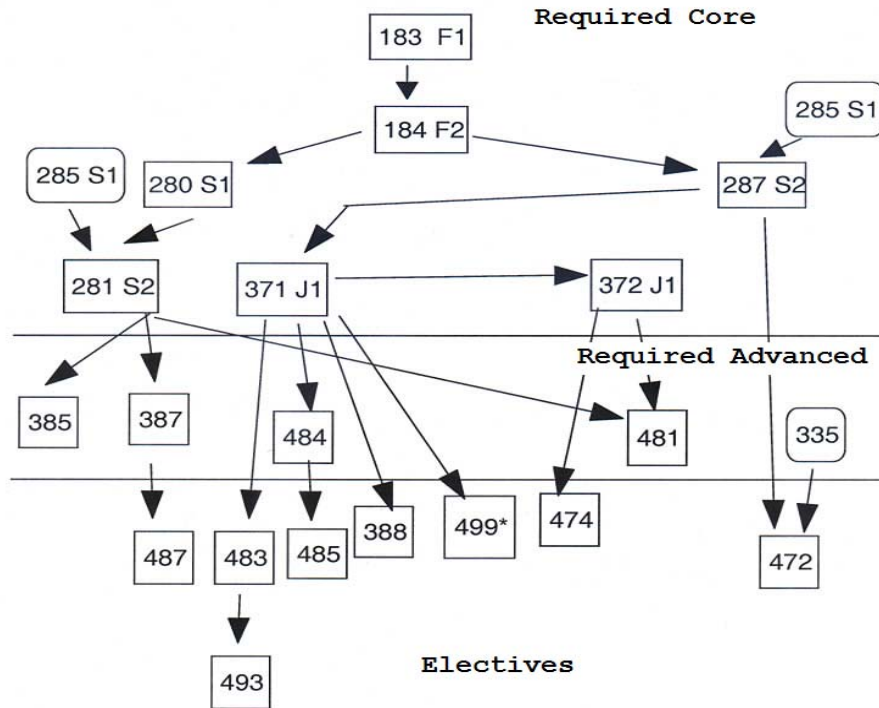 Required Core
183 F1
184 F2
285 S1
285 S1
280 S1
287 S2
281 S2
371 J1
372 J1
Required Advanced
385
387
484
481
335
487
483
485
388
499*
474
472
493
Electives